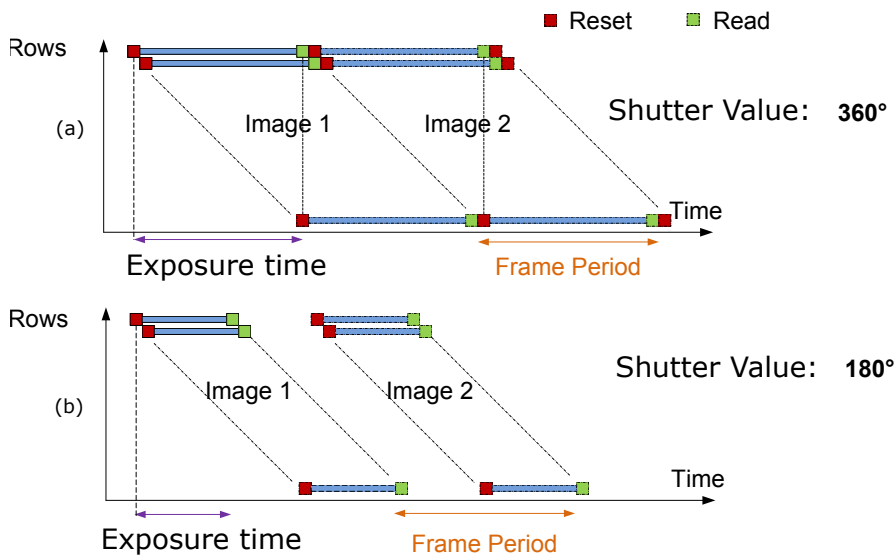 Reset Read
Rows
Shutter Value: 360°
Image 1 Image 2
(a)
Time
Exposure time Frame Period
Rows
Shutter Value: 180°
Image 1 Image 2
(b)
Time
Exposure time Frame Period